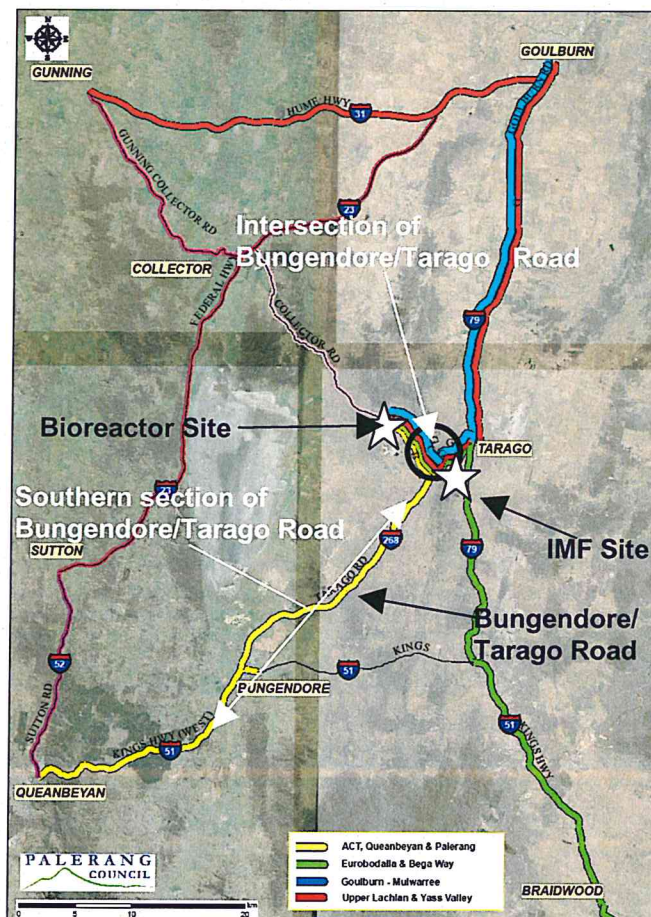 N
GOULBURN
GUNNING
GOULBURN RD
HUME HWY
31
GUNNING COLLECTOR RD
23
Intersection of
Bungendore/Tarago Road
COLLECTOR
FEDERAL HWY
COLLECTOR RD
79
Bioreactor Site
TARAGO
Southern section of
Bungendore/Tarago Road
23
IMF Site
SUTTON
268
79
TARAGO RD
Bungendore/
Tarago Road
KINGS
52
51
BUNGENDORE
SUTTON RD
KINGS HWY (WEST)
51
51
KINGS HWY
QUEANBEYAN
ACT, Queanbeyan & Palerang
Eurobodalla & Bega Way
Goulburn - Mulwarree
Upper Lachlan & Yass Valley
PALERANG
COUNCIL
BRAIDWOOD
0 5 10 20
km